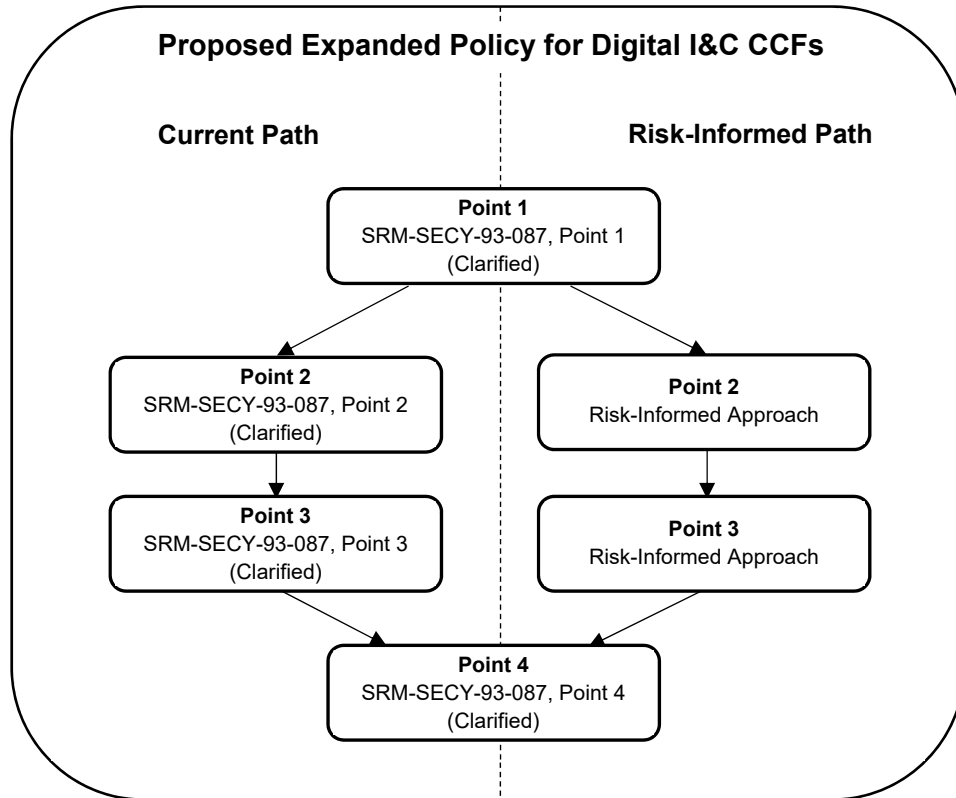 Proposed Expanded Policy for Digital I&C CCFs
Current Path
Risk-Informed Path
Point 1
SRM-SECY-93-087, Point 1
(Clarified)
Point 2
SRM-SECY-93-087, Point 2
(Clarified)
Point 2
Risk-Informed Approach
Point 3
SRM-SECY-93-087, Point 3
(Clarified)
Point 3
Risk-Informed Approach
Point 4
SRM-SECY-93-087, Point 4
(Clarified)